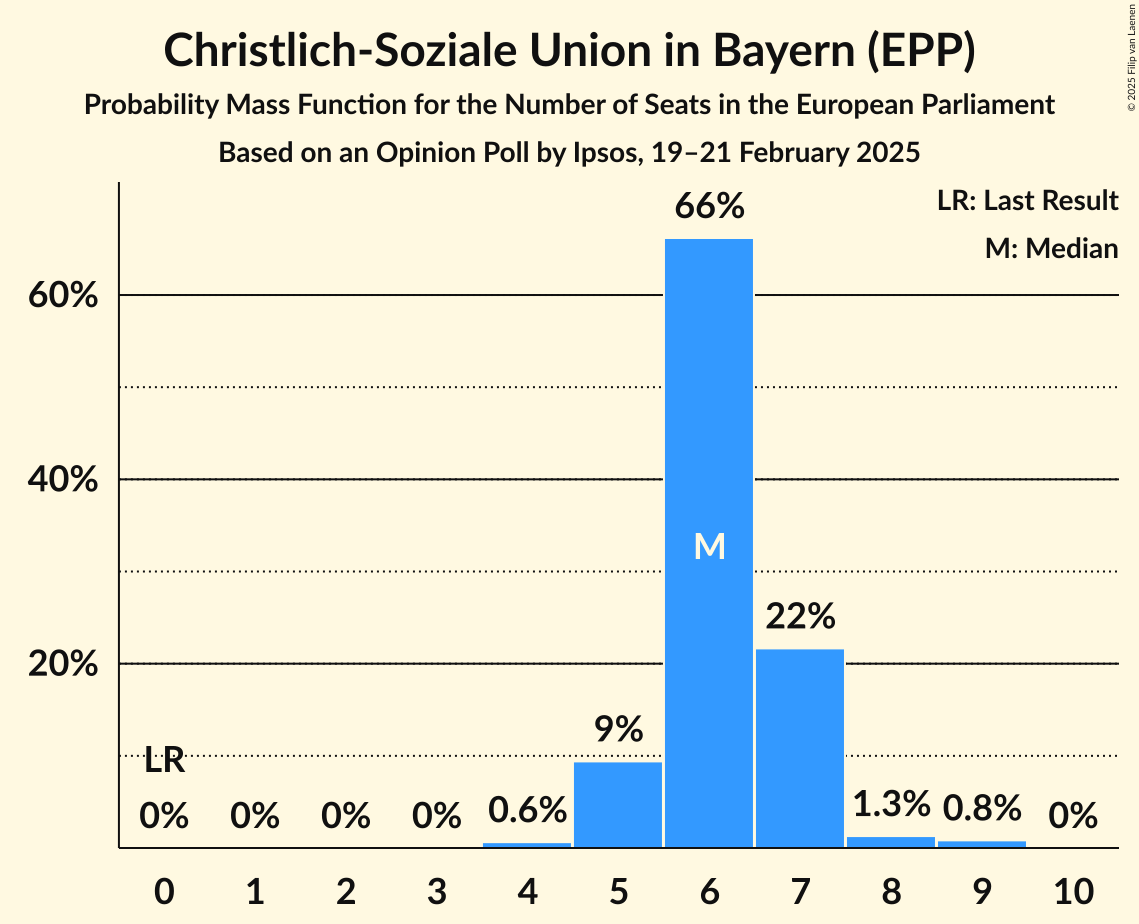 Christlich-Soziale Union in Bayern (EPP)
Probability Mass Function for the Number of Seats in the European Parliament
Based on an Opinion Poll by Ipsos, 19–21 February 2025
© 2025 Filip van Laenen
LR: Last Result
M: Median
66%
60%
40%
M
22%
20%
9%
LR
0% 0% 0% 0% 0.6% 1.3% 0.8% 0%
0 1 2 3 4 5 6 7 8 9 10